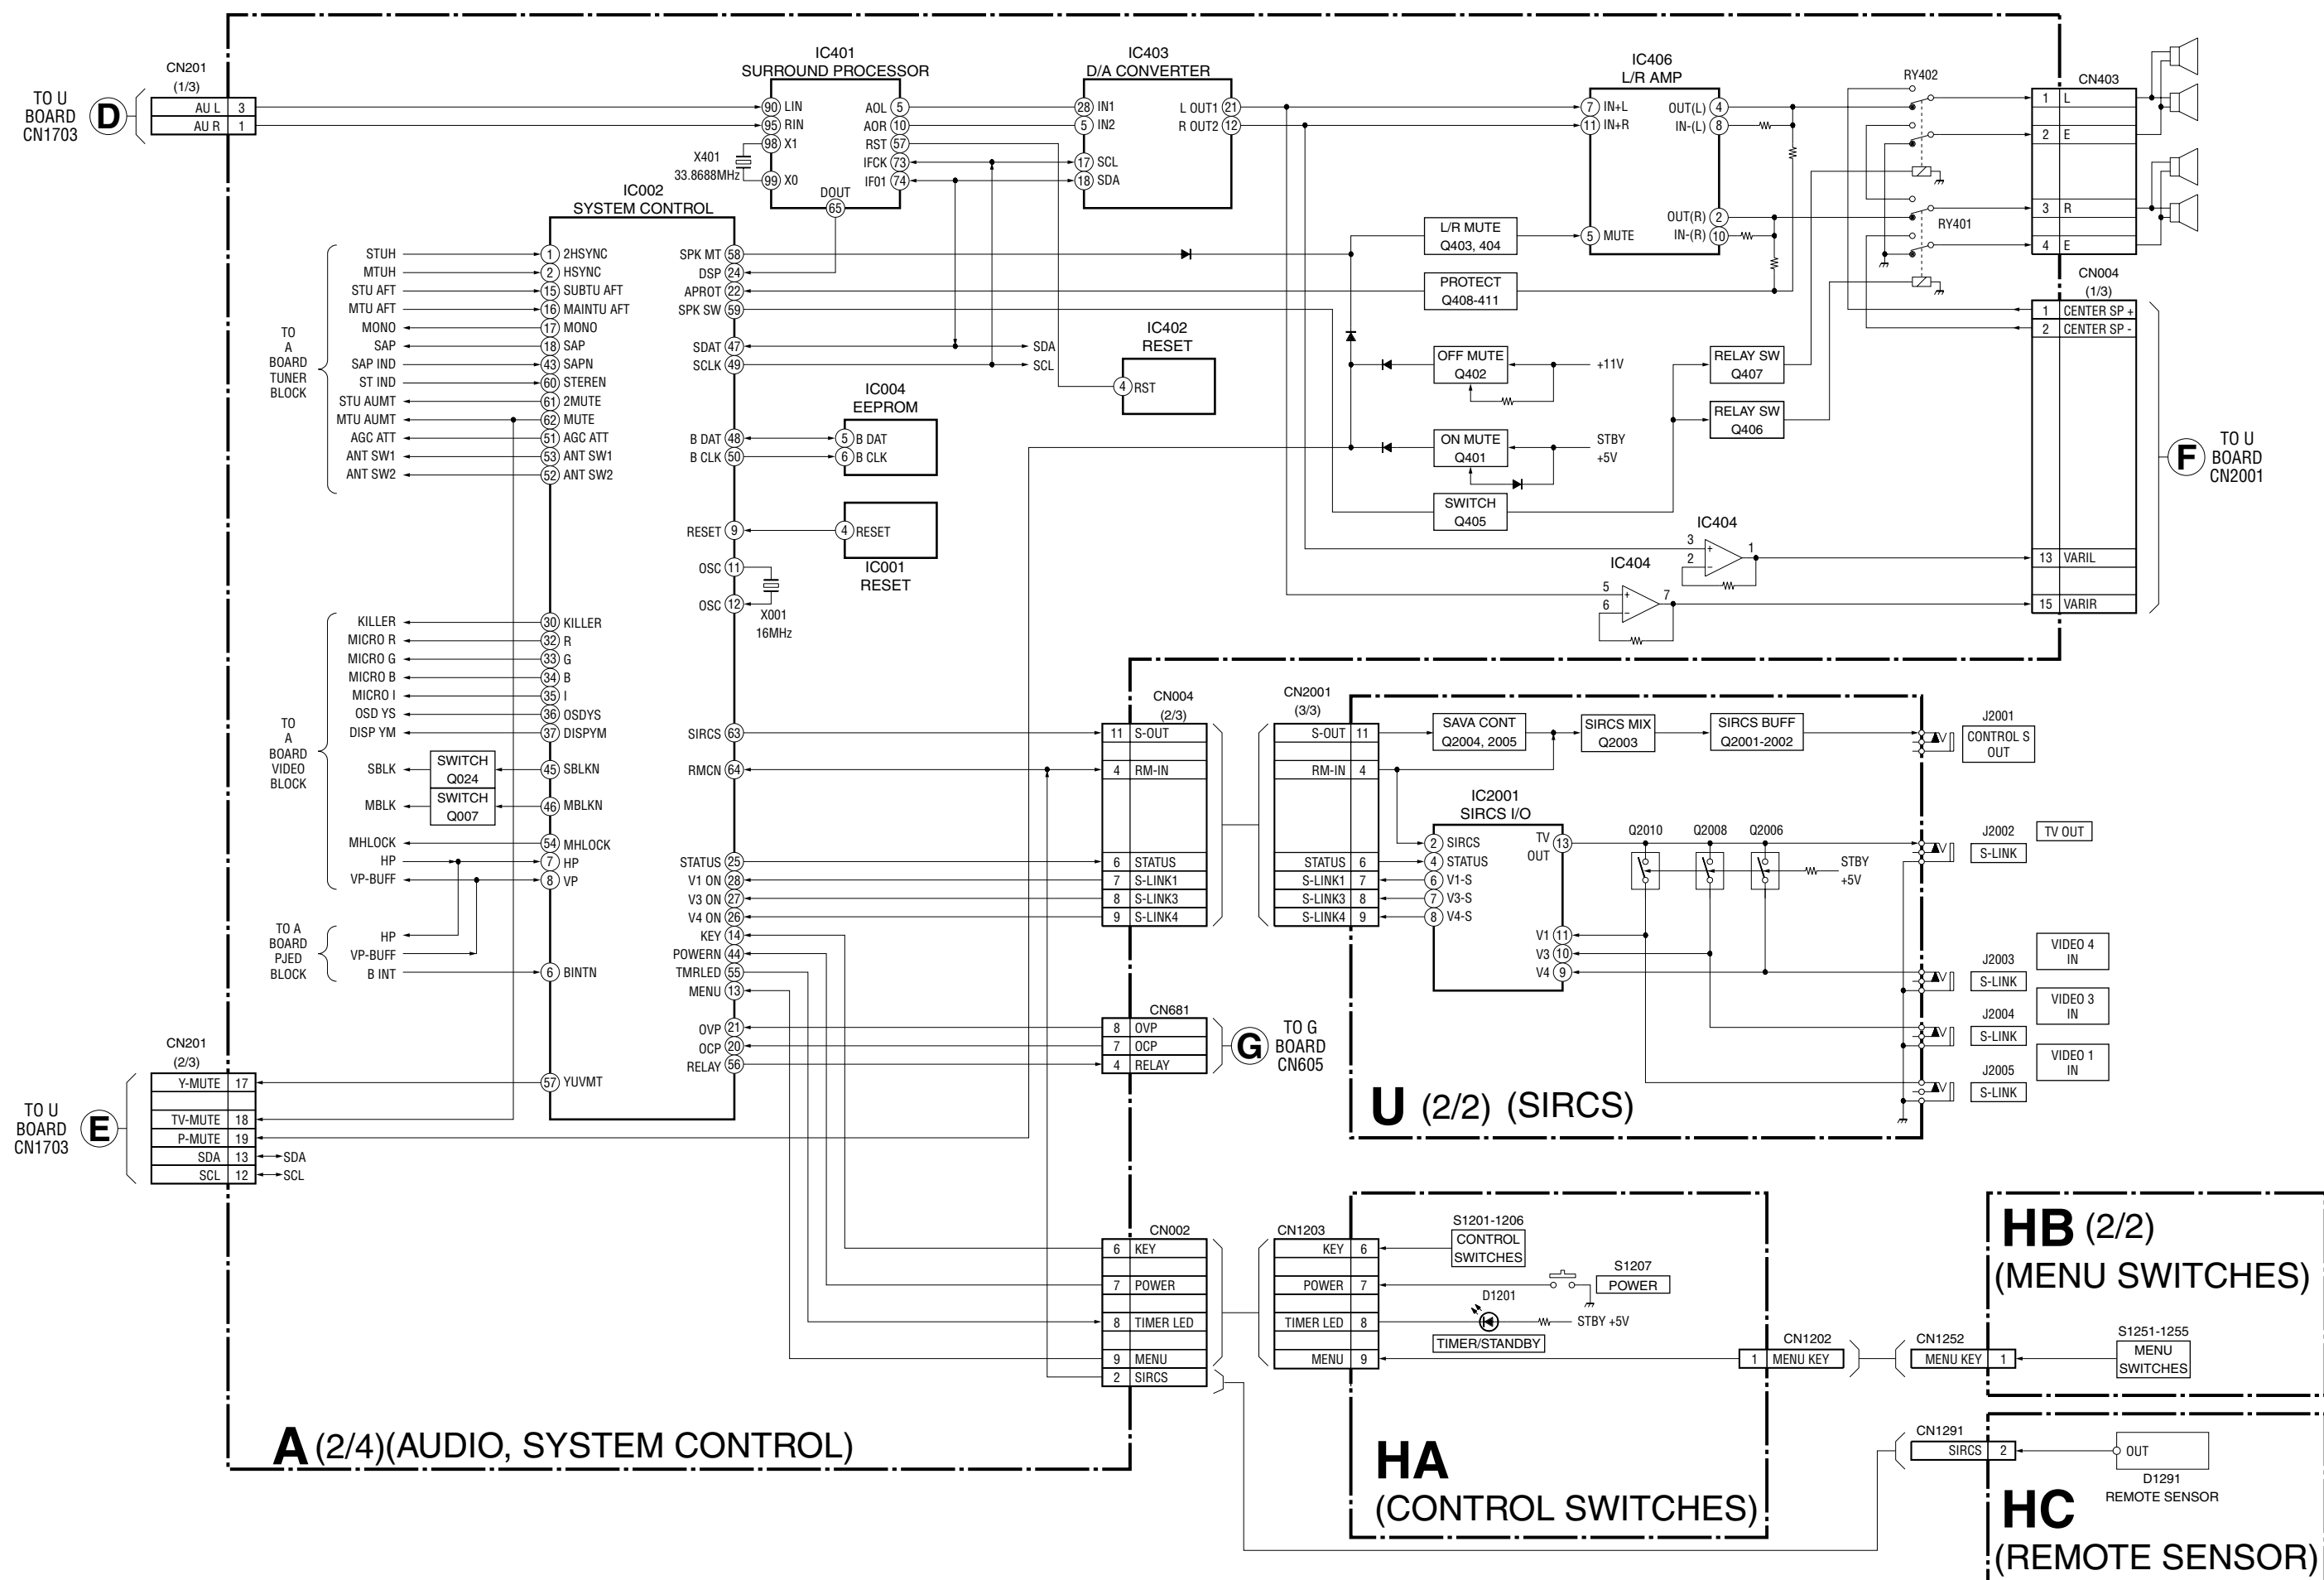 IC401
SURROUND PROCESSOR
IC403
D/A CONVERTER
IC406
L/R AMP
RY402
CN403
CN201
(1/3)
TO U
BOARD
CN1703
D
AU L 3
AU R 1
90 LIN
95 RIN
98 X1
99 X0
X401
33.8688MHz
AOL 5
AOR 10
RST 57
IFCK 73
IF01 74
DOUT
65
28 IN1
5 IN2
17 SCL
18 SDA
L OUT1 21
R OUT2 12
7 IN+L
11 IN+R
5 MUTE
OUT(L) 4
IN-(L) 8
OUT(R) 2
IN-(R) 10
RY401
1 L
2 E
3 R
4 E
CN004
(1/3)
1 CENTER SP +
2 CENTER SP -
13 VARIL
15 VARIR
F
TO U
BOARD
CN2001
IC002
SYSTEM CONTROL
TO
A
BOARD
TUNER
BLOCK
STUH 1 2HSYNC
MTUH 2 HSYNC
STU AFT 15 SUBTU AFT
MTU AFT 16 MAINTU AFT
MONO 17 MONO
SAP 18 SAP
SAP IND 43 SAPN
ST IND 60 STEREN
STU AUMT 61 2MUTE
MTU AUMT 62 MUTE
AGC ATT 51 AGC ATT
ANT SW1 53 ANT SW1
ANT SW2 52 ANT SW2
SPK MT 58
DSP 24
APROT 22
SPK SW 59
SDAT 47
SCLK 49
SDA
SCL
B DAT 48
B CLK 50
RESET 9
OSC 11
OSC 12
X001
16MHz
IC004
EEPROM
5 B DAT
6 B CLK
4 RESET
IC001
RESET
IC402
RESET
4 RST
L/R MUTE
Q403, 404
PROTECT
Q408-411
OFF MUTE
Q402
+11V
ON MUTE
Q401
STBY
+5V
SWITCH
Q405
RELAY SW
Q407
RELAY SW
Q406
IC404
3
2
1
IC404
5
6
7
TO
A
BOARD
VIDEO
BLOCK
KILLER 30 KILLER
MICRO R 32 R
MICRO G 33 G
MICRO B 34 B
MICRO I 35 I
OSD YS 36 OSDYS
DISP YM 37 DISPYM
SBLK SWITCH Q024 45 SBLKN
MBLK SWITCH Q007 46 MBLKN
MHLOCK 54 MHLOCK
HP 7 HP
VP-BUFF 8 VP
TO A
BOARD
PJED
BLOCK
HP
VP-BUFF
B INT 6 BINTN
SIRCS 63
RMCN 64
STATUS 25
V1 ON 28
V3 ON 27
V4 ON 26
KEY 14
POWERN 44
TMRLED 55
MENU 13
OVP 21
OCP 20
RELAY 56
57 YUVMT
CN201
(2/3)
TO U
BOARD
CN1703
E
Y-MUTE 17
TV-MUTE 18
P-MUTE 19
SDA 13 SDA
SCL 12 SCL
CN004
(2/3)
11 S-OUT
4 RM-IN
6 STATUS
7 S-LINK1
8 S-LINK3
9 S-LINK4
CN2001
(3/3)
S-OUT 11
RM-IN 4
STATUS 6
S-LINK1 7
S-LINK3 8
S-LINK4 9
SAVA CONT
Q2004, 2005
SIRCS MIX
Q2003
SIRCS BUFF
Q2001-2002
J2001
CONTROL S
OUT
IC2001
SIRCS I/O
2 SIRCS
4 STATUS
6 V1-S
7 V3-S
8 V4-S
TV 13
OUT
V1 11
V3 10
V4 9
Q2010
Q2008
Q2006
STBY
+5V
J2002
TV OUT
S-LINK
VIDEO 4
IN
J2003
S-LINK
VIDEO 3
IN
J2004
S-LINK
VIDEO 1
IN
J2005
S-LINK
U (2/2) (SIRCS)
CN681
8 OVP
7 OCP
4 RELAY
G
TO G
BOARD
CN605
CN002
6 KEY
7 POWER
8 TIMER LED
9 MENU
2 SIRCS
CN1203
KEY 6
POWER 7
TIMER LED 8
MENU 9
S1201-1206
CONTROL
SWITCHES
S1207
POWER
D1201
STBY +5V
TIMER/STANDBY
CN1202
1 MENU KEY
CN1252
MENU KEY 1
HB (2/2)
(MENU SWITCHES)
S1251-1255
MENU
SWITCHES
CN1291
SIRCS 2
OUT
D1291
REMOTE SENSOR
HC
(REMOTE SENSOR)
HA
(CONTROL SWITCHES)
A (2/4)(AUDIO, SYSTEM CONTROL)